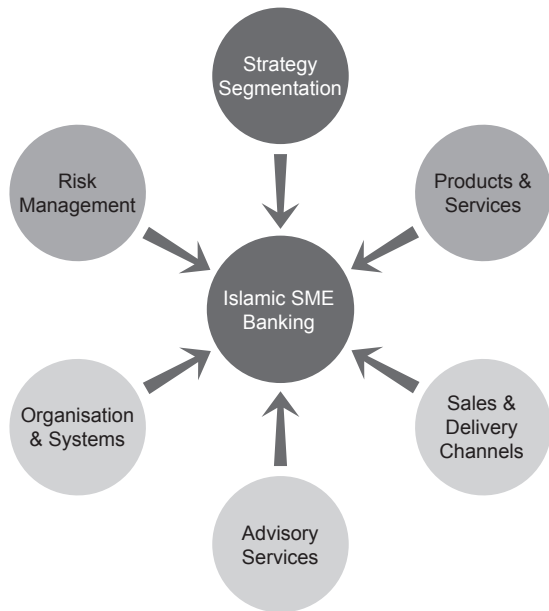 Strategy
Segmentation
Risk
Management
Products &
Services
Islamic SME
Banking
Organisation
& Systems
Sales &
Delivery
Channels
Advisory
Services